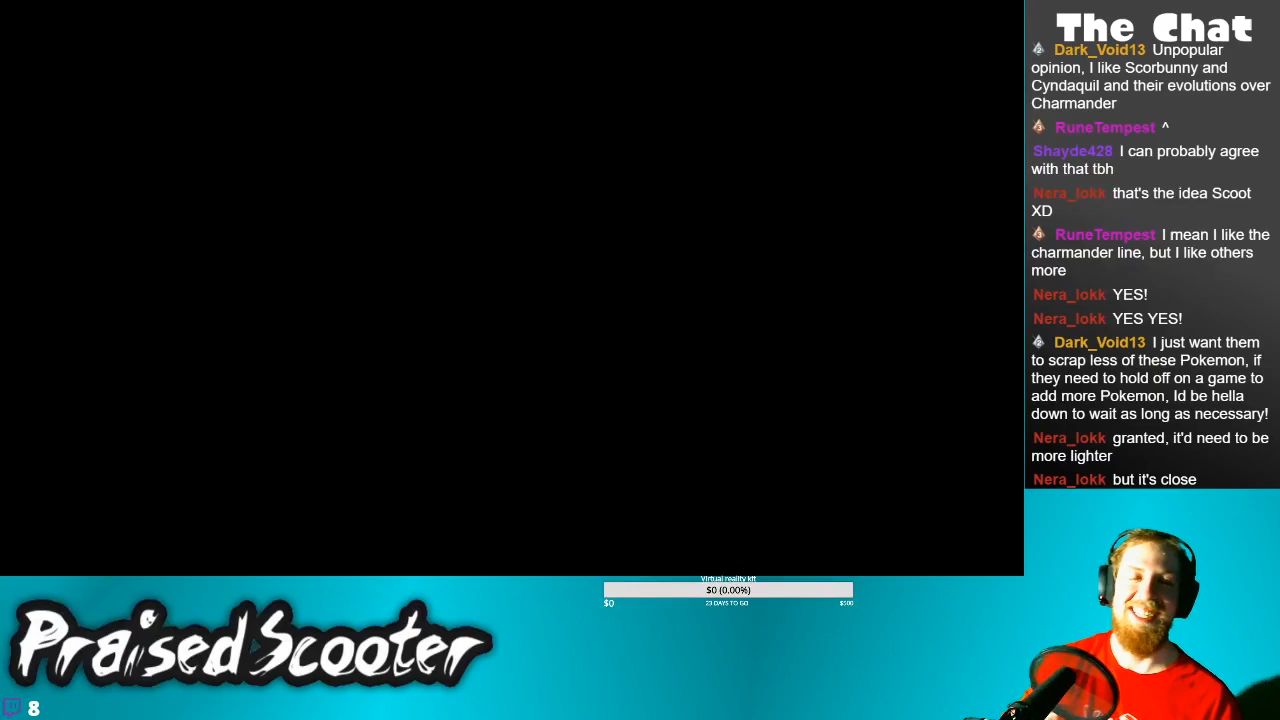 The Chat
Dark_Void13 Unpopular
opinion, I like Scorbunny and
Cyndaquil and their evolutions over
Charmander
RuneTempest ^
Shayde428 I can probably agree
with that tbh
Nera_lokk that's the idea Scoot
XD
RuneTempest I mean I like the
charmander line, but I like others
more
Nera_lokk YES!
Nera_lokk YES YES!
Dark_Void13 I just want them
to scrap less of these Pokemon, if
they need to hold off on a game to
add more Pokemon, Id be hella
down to wait as long as necessary!
Nera_lokk granted, it'd need to be
more lighter
Nera_lokk but it's close
Virtual reality kit
$0 (0.00%)
$0 23 DAYS TO GO $500
PraisedScooter
8